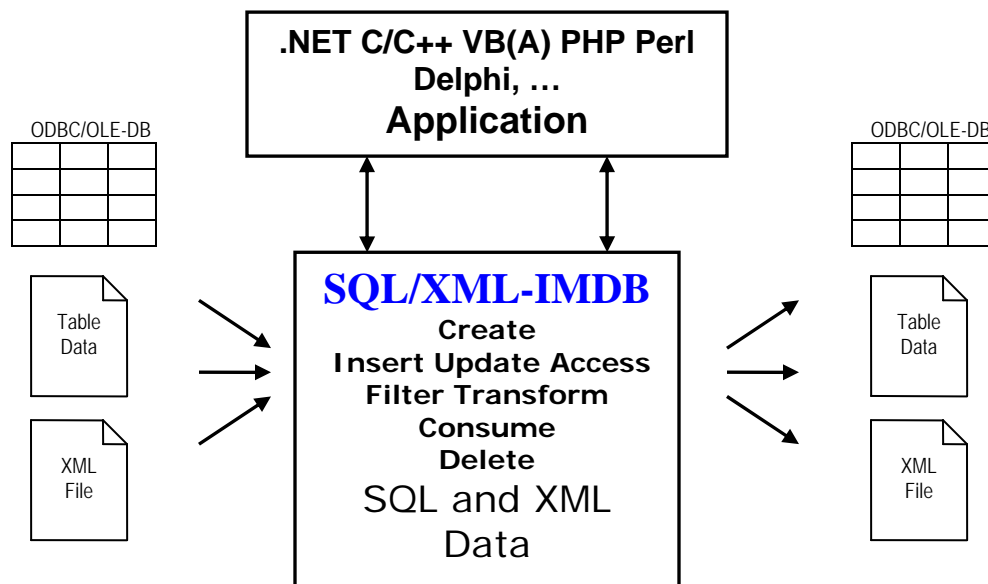 .NET C/C++ VB(A) PHP Perl
Delphi, …
Application
ODBC/OLE-DB
Table
Data
XML
File
SQL/XML-IMDB
Create
Insert Update Access
Filter Transform
Consume
Delete
SQL and XML
Data
ODBC/OLE-DB
Table
Data
XML
File